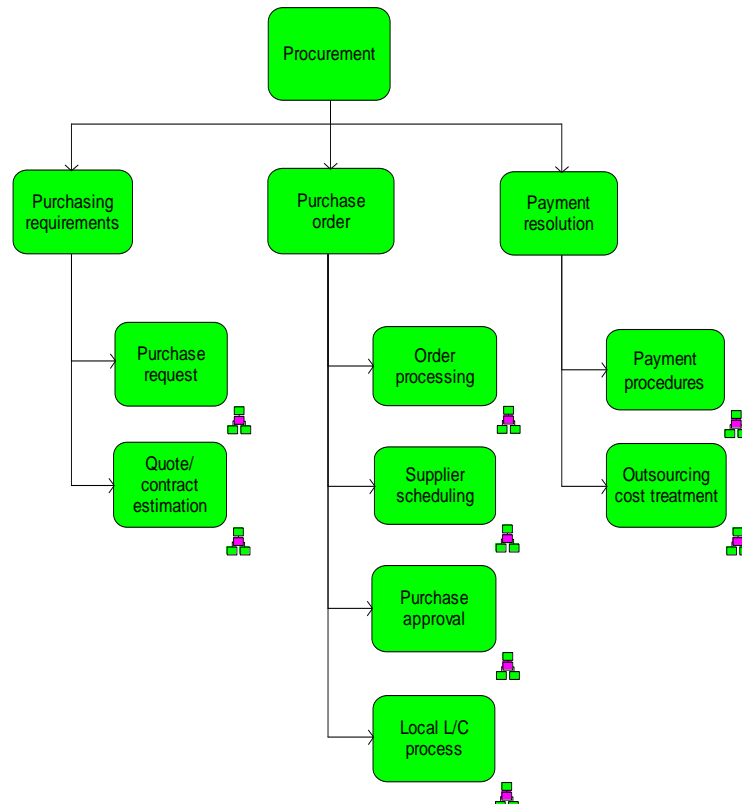 Procurement
Purchasing
requirements
Purchase
order
Payment
resolution
Purchase
request
Order
processing
Payment
procedures
Quote/
contract
estimation
Supplier
scheduling
Outsourcing
cost treatment
Purchase
approval
Local L/C
process